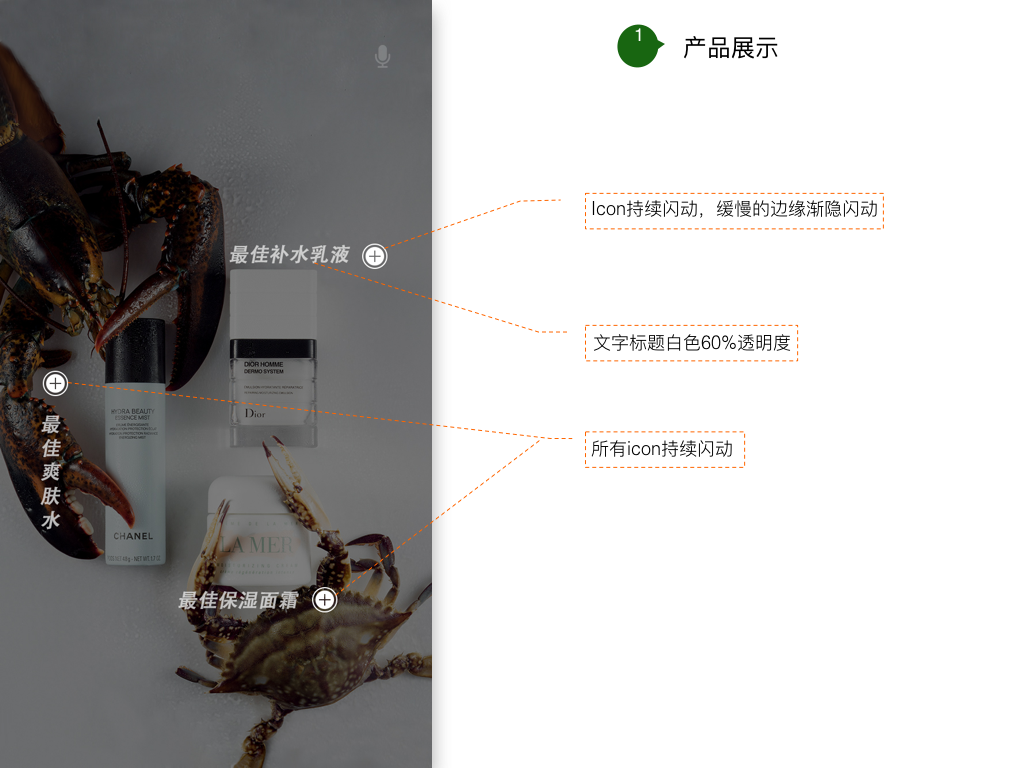 1
产品展示
Icon持续闪动，缓慢的边缘渐隐闪动
最佳补水乳液
文字标题白色60%透明度
DIOR HOMME
DERMO SYSTEM
Dior
HYDRA BEAUTY
ESSENCE MIST
最佳爽肤水
所有icon持续闪动
CHANEL
LA MER
最佳保湿面霜